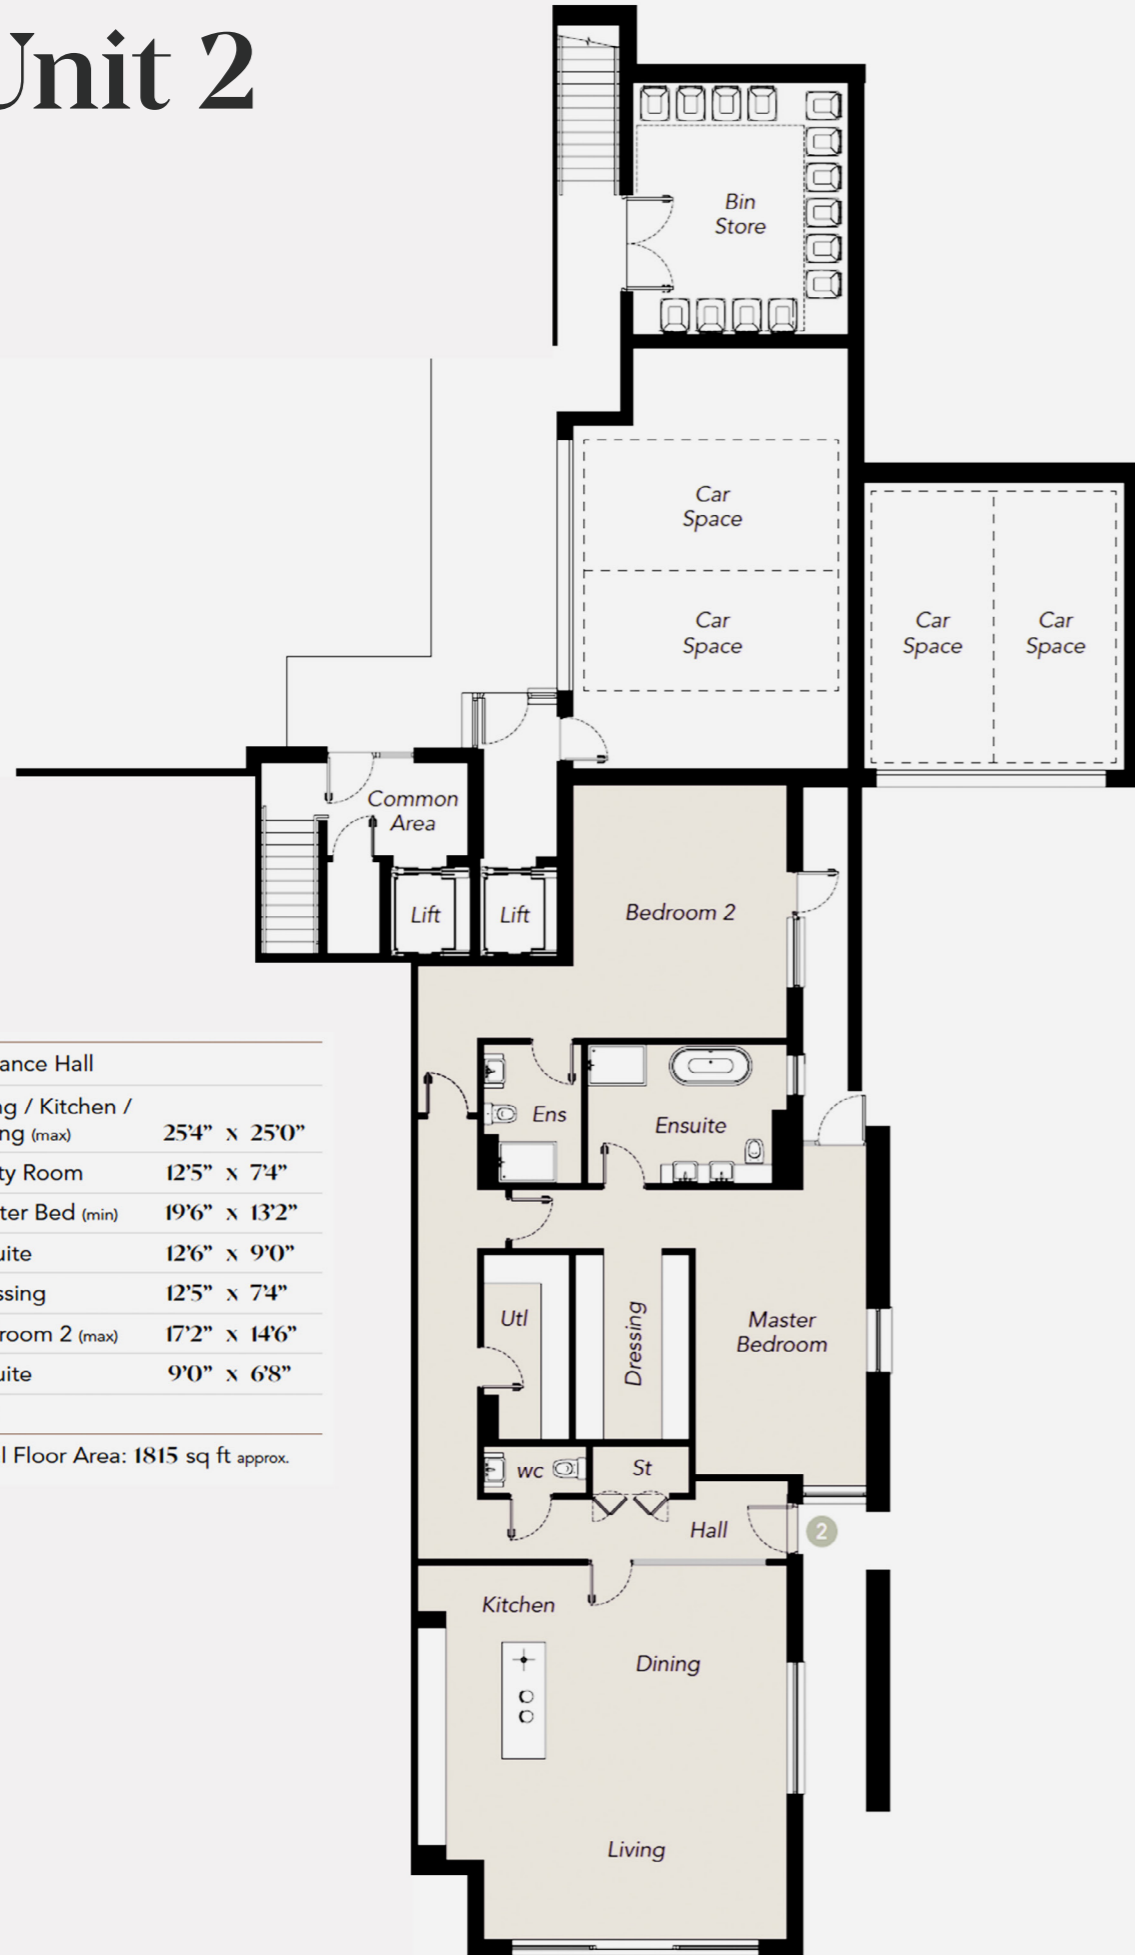 Unit 2
Bin
Store
Car
Space
Car
Space
Car
Space
Car
Space
Common
Area
Lift
Lift
Bedroom 2
Ens
Ensuite
Utl
Dressing
Master
Bedroom
wc
St
Hall
2
Kitchen
Dining
Living
ance Hall
ng / Kitchen /
ing (max) 25'4” x 25'0”
ty Room 12'5” x 7'4”
ter Bed (min) 19'6” x 13'2”
uite 12'6” x 9'0”
ssing 12'5” x 7'4”
room 2 (max) 17'2” x 14'6”
uite 9'0” x 6'8”
l Floor Area: 1815 sq ft approx.